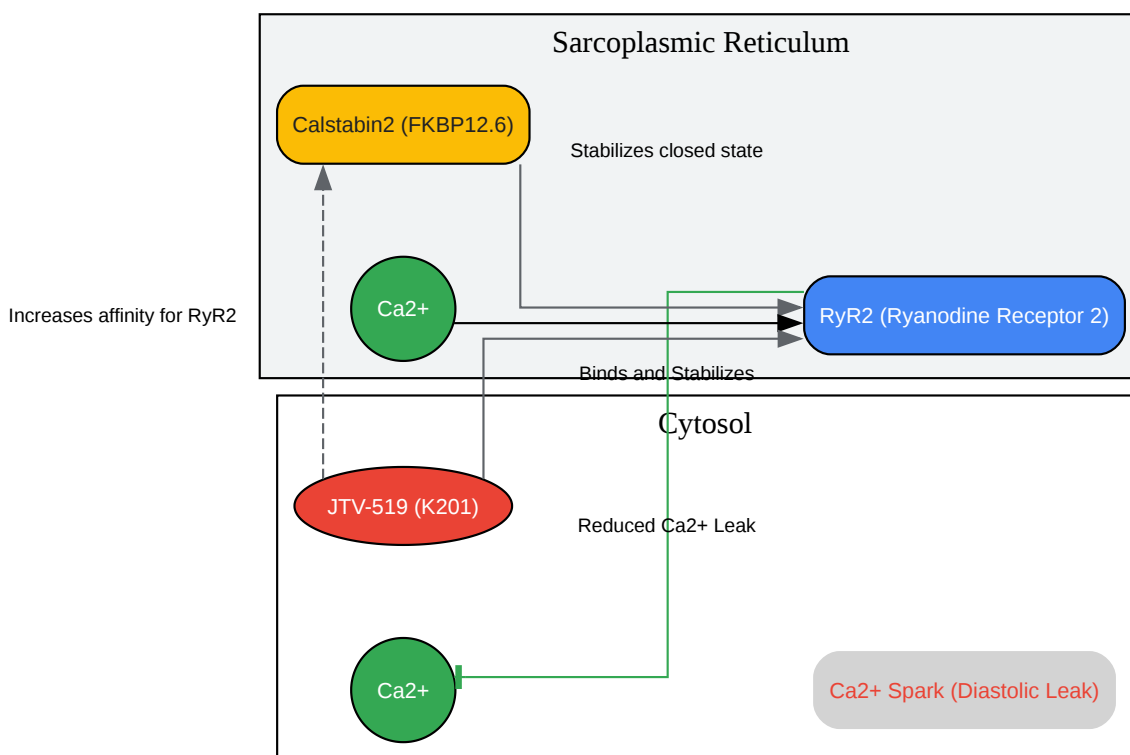 Sarcoplasmic Reticulum
Calstabin2 (FKBP12.6)
Stabilizes closed state
Ca2+
Increases affinity for RyR2
RyR2 (Ryanodine Receptor 2)
Binds and Stabilizes
Cytosol
JTV-519 (K201)
Reduced Ca2+ Leak
Ca2+
Ca2+ Spark (Diastolic Leak)